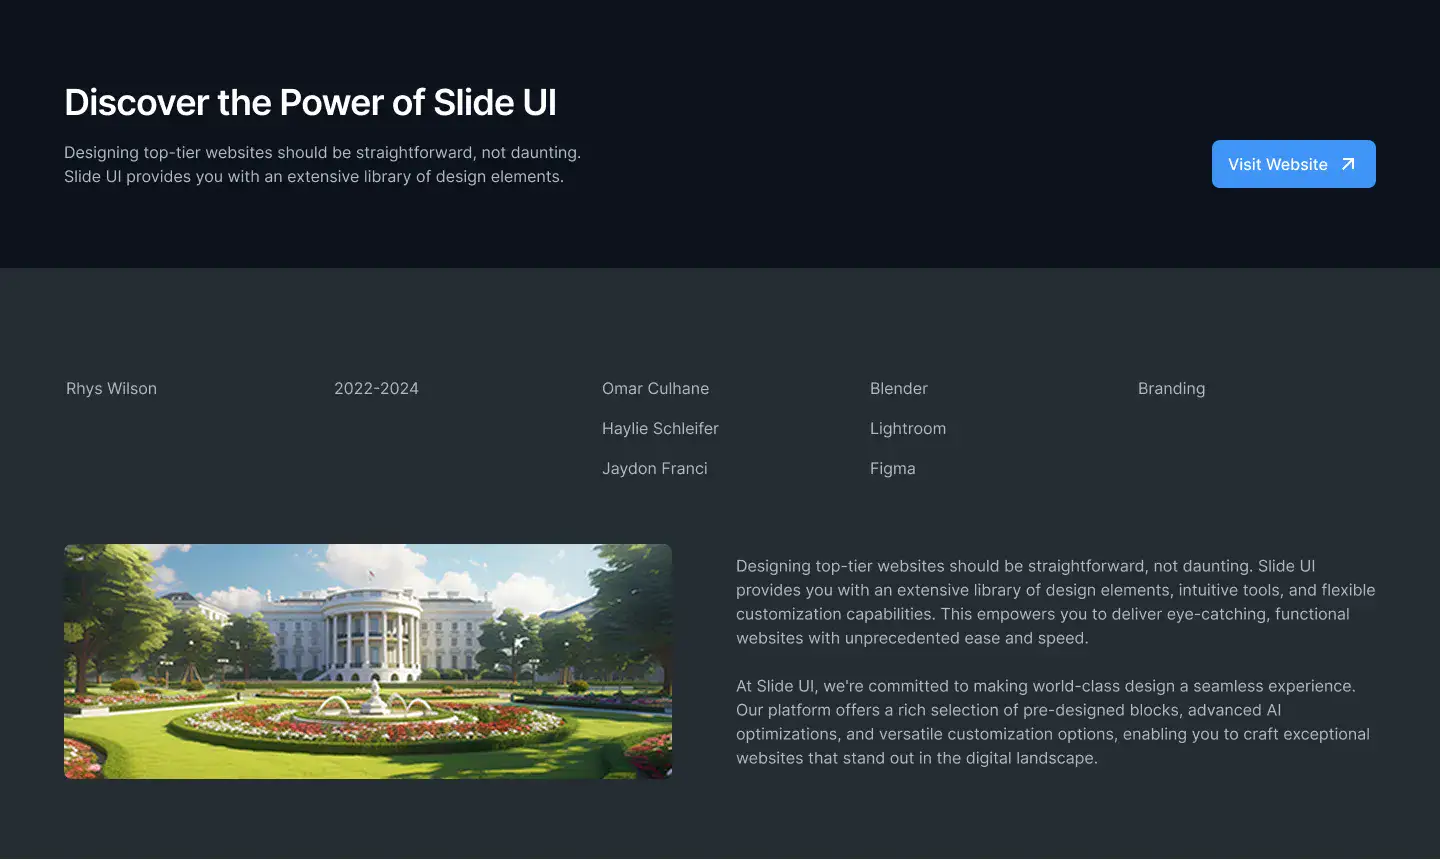 Discover the Power of Slide UI
Designing top-tier websites should be straightforward, not daunting.
Slide UI provides you with an extensive library of design elements.
Visit Website
Rhys Wilson
2022-2024
Omar Culhane
Haylie Schleifer
Jaydon Franci
Blender
Lightroom
Figma
Branding
Designing top-tier websites should be straightforward, not daunting. Slide UI
provides you with an extensive library of design elements, intuitive tools, and flexible
customization capabilities. This empowers you to deliver eye-catching, functional
websites with unprecedented ease and speed.
At Slide UI, we're committed to making world-class design a seamless experience.
Our platform offers a rich selection of pre-designed blocks, advanced AI
optimizations, and versatile customization options, enabling you to craft exceptional
websites that stand out in the digital landscape.